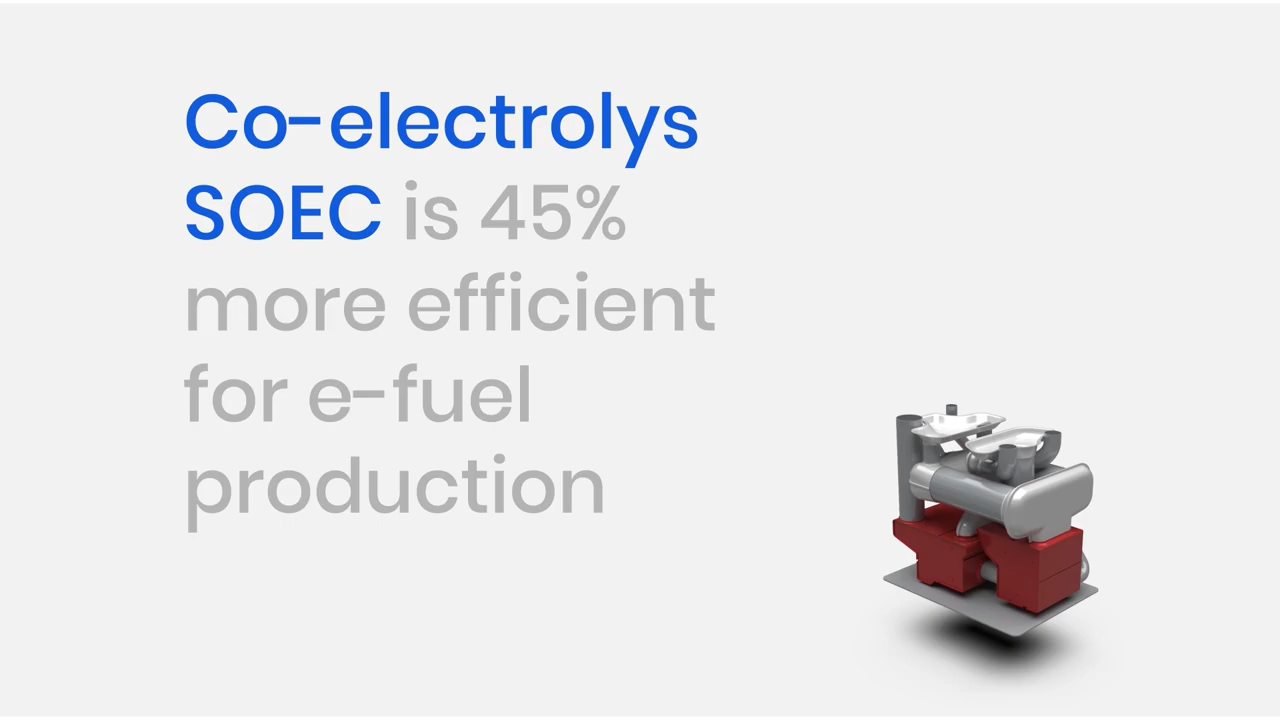 Co-electrolys
SOEC is 45%
more efficient
for e-fuel
production